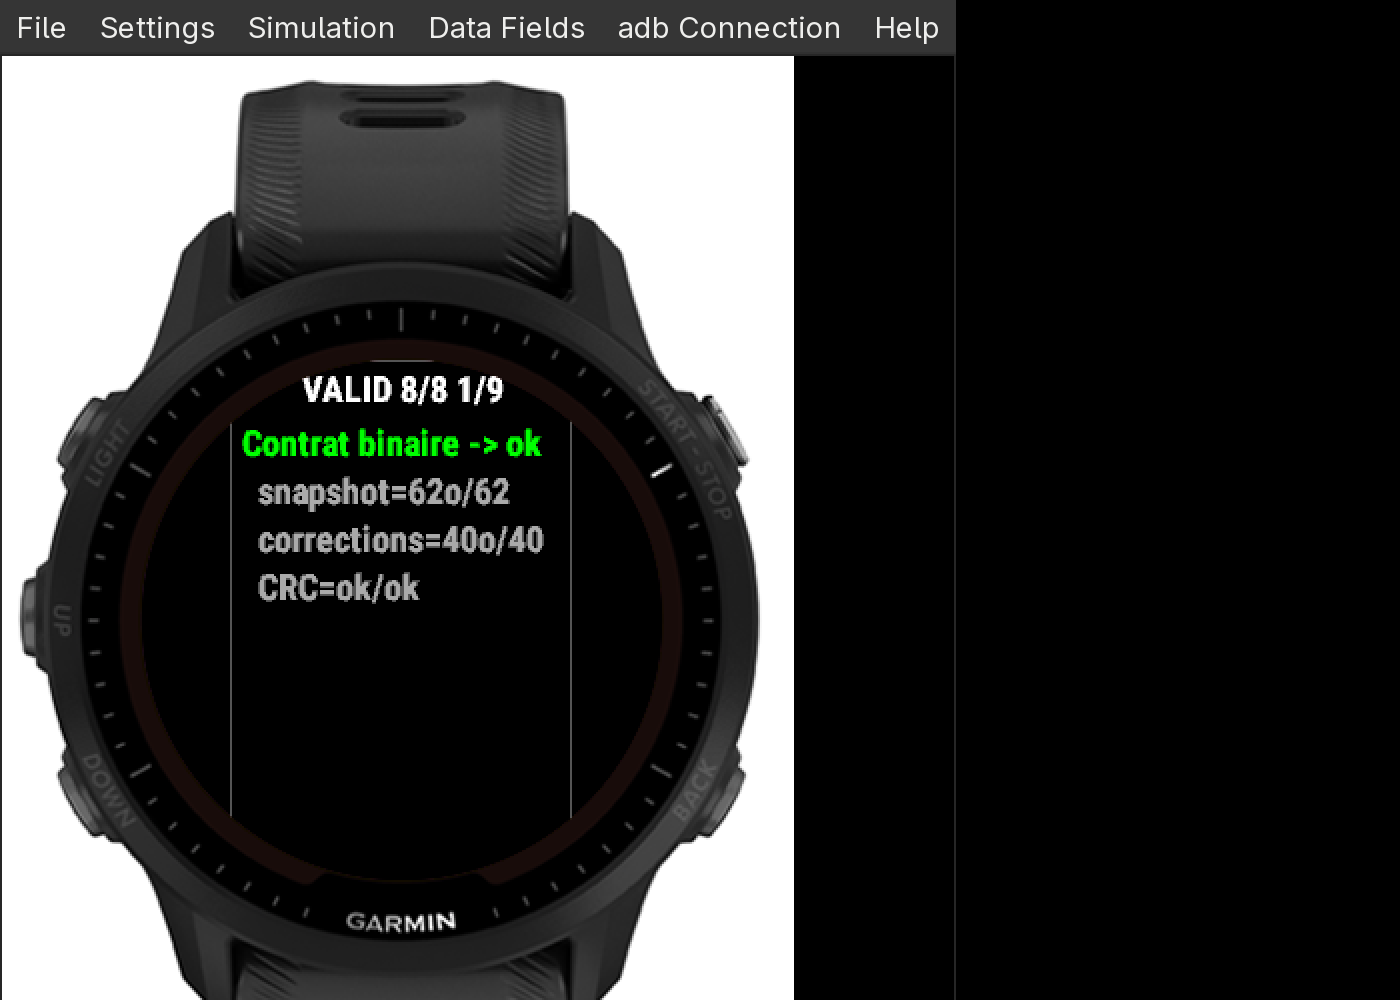 File Settings Simulation Data Fields adb Connection Help
VALID 8/8 1/9
Contrat binaire -> ok
snapshot=62o/62
corrections=40o/40
CRC=ok/ok
LIGHT
START - STOP
UP
DOWN
BACK
GARMIN